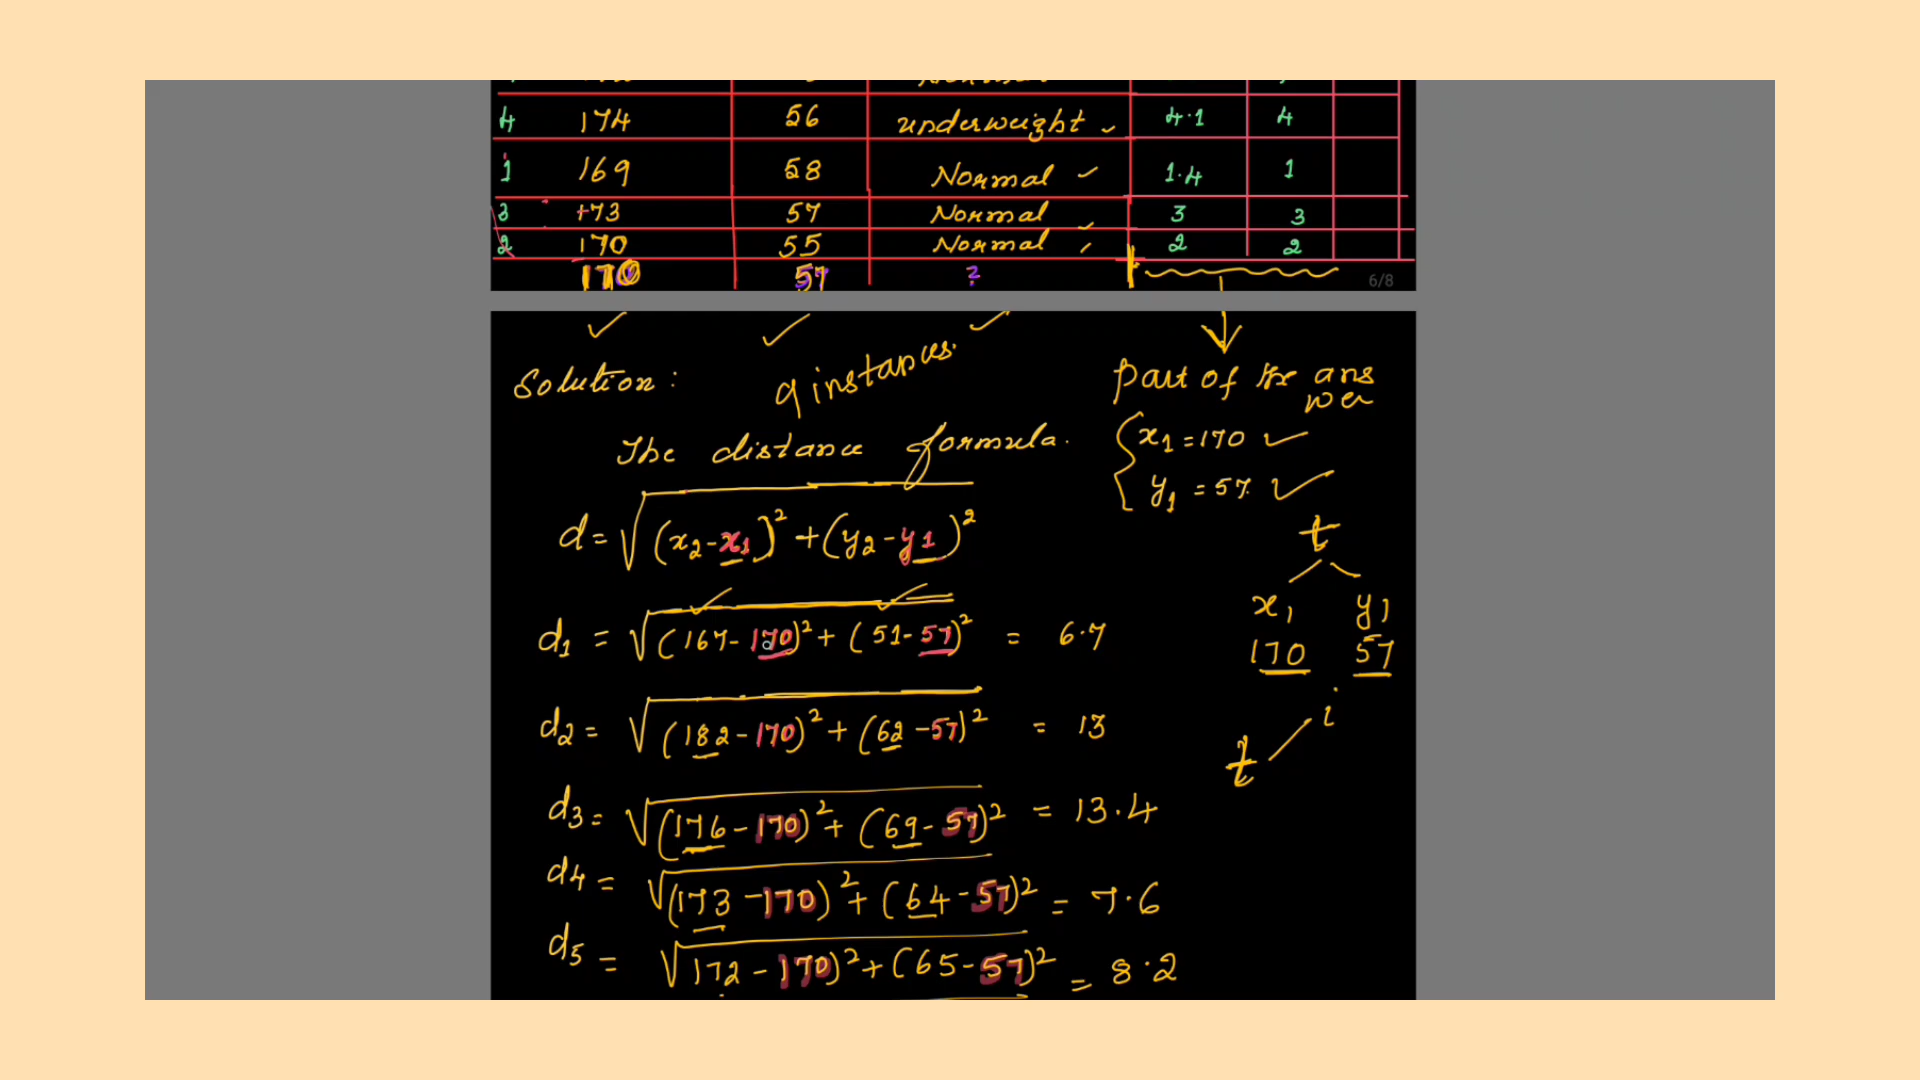 4 174 56 underweight ✓ 4.1 4
1 169 58 Normal ✓ 1.4 1
3 173 57 Normal ✓ 3 3
2 170 55 Normal ✓ 2 2
170 57 ?
6/8
Solution: 9 instances.
Part of the ans
wer
The distance formula.
{x₁ = 170 ✓
y₁ = 57. ✓
d = √(x₂ - x₁)² + (y₂ - y₁)²
t
x₁ y₁
170 57
d₁ = √(167 - 170)² + (51 - 57)² = 6.7
i
t
d₂ = √(182 - 170)² + (62 - 57)² = 13
d₃ = √(176 - 170)² + (69 - 57)² = 13.4
d₄ = √(173 - 170)² + (64 - 57)² = 7.6
d₅ = √172 - 170)² + (65 - 57)² = 8.2